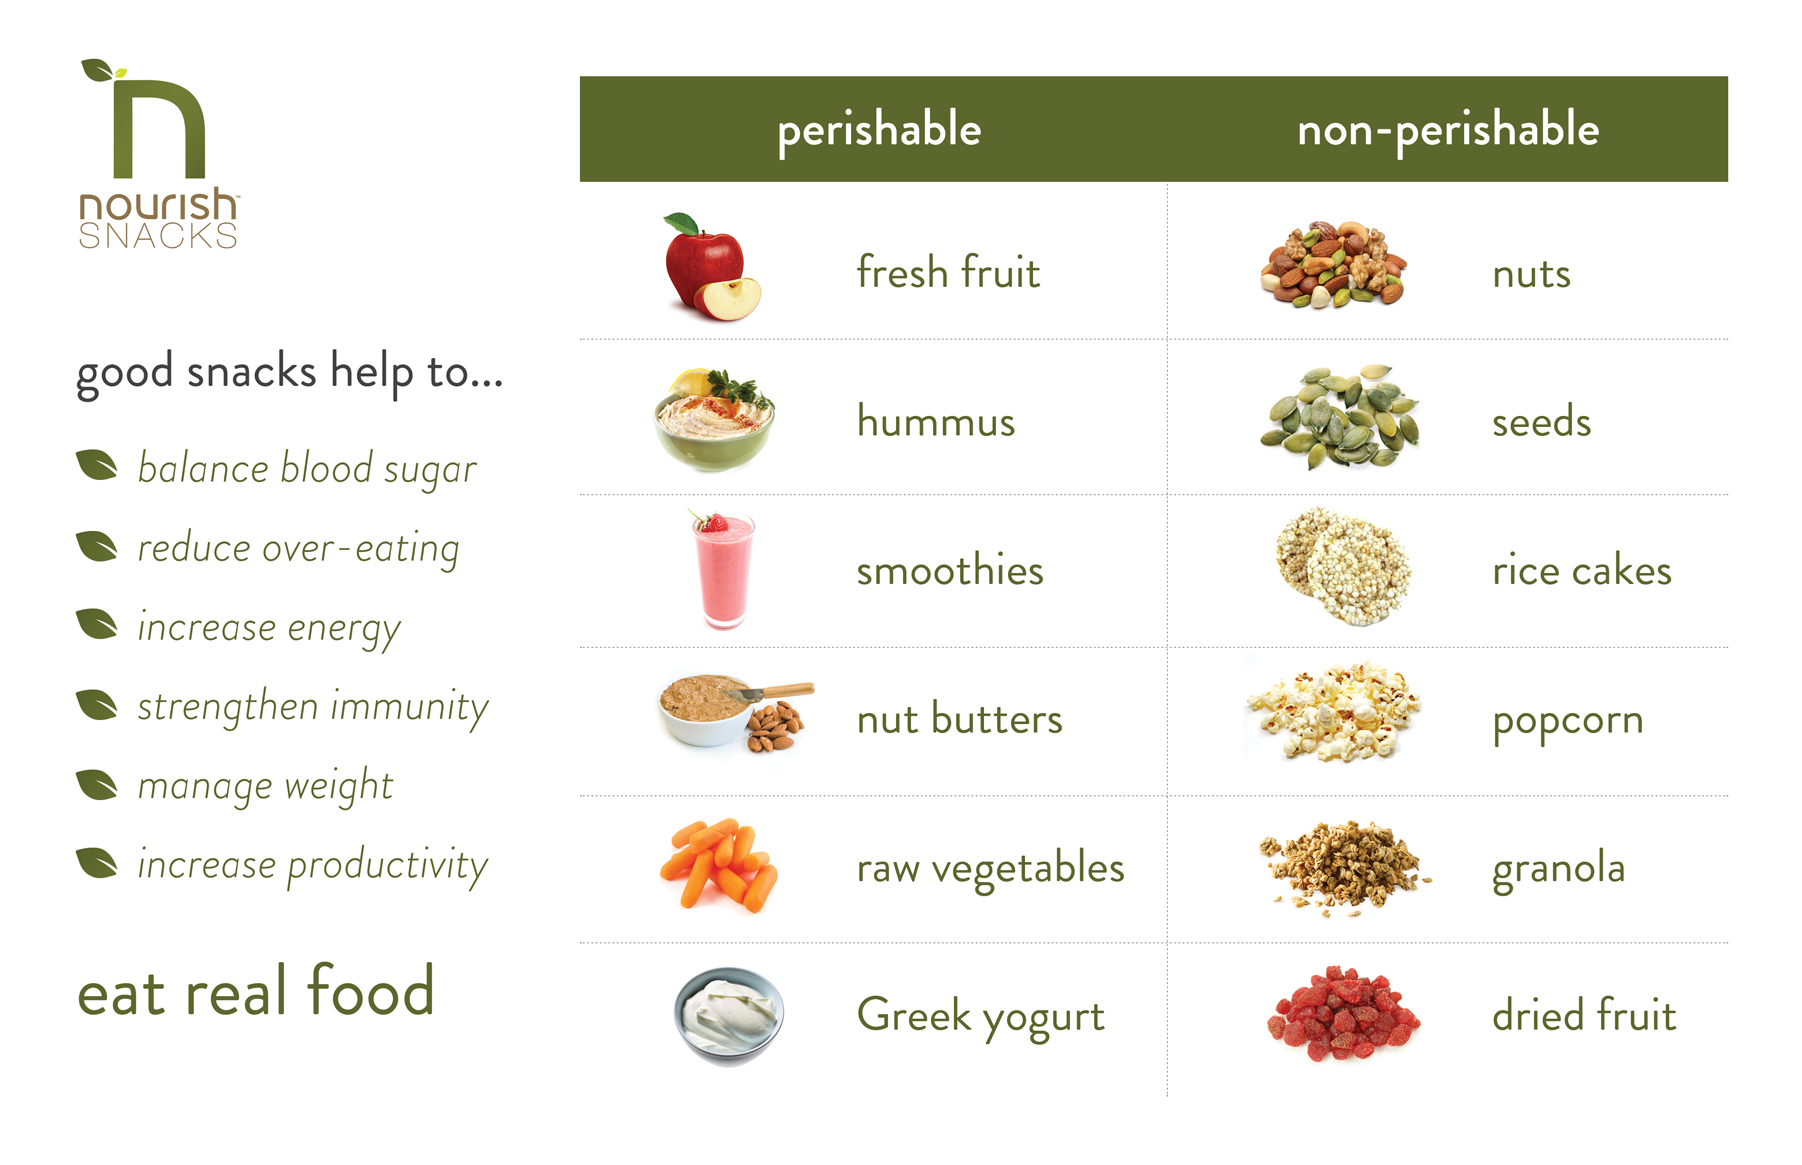 n
nourish™
SNACKS
good snacks help to...
balance blood sugar
reduce over-eating
increase energy
strengthen immunity
manage weight
increase productivity
eat real food
perishable non-perishable
fresh fruit nuts
hummus seeds
smoothies rice cakes
nut butters popcorn
raw vegetables granola
Greek yogurt dried fruit